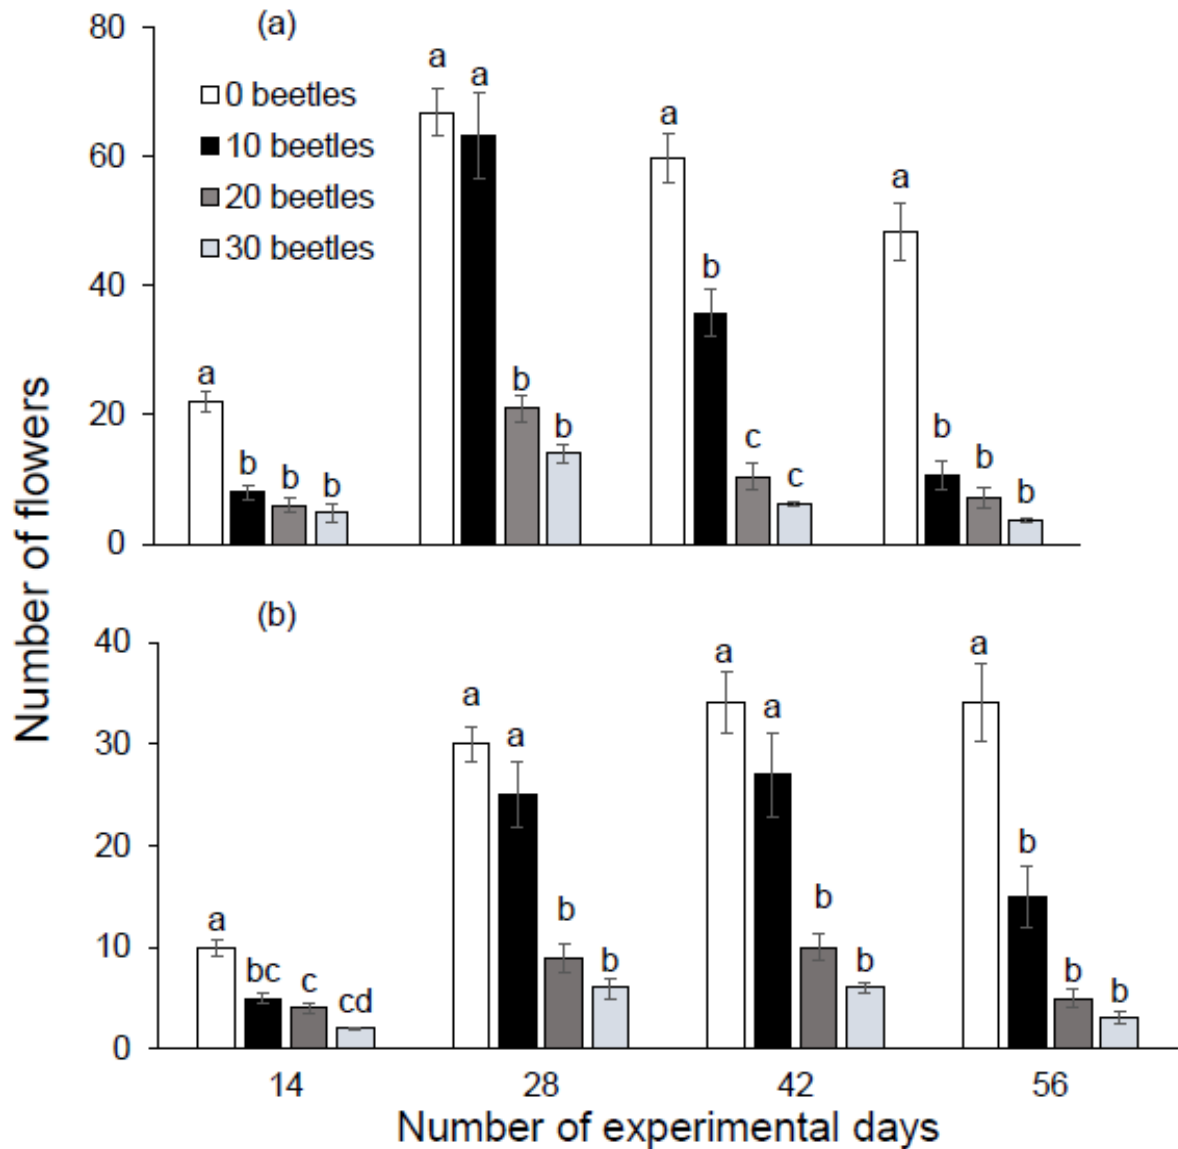 Number of flowers
(a)
80
60
40
20
0
0 beetles
10 beetles
20 beetles
30 beetles
a
b
b
b
a
a
b
b
a
b
c
c
a
b
b
b
(b)
40
30
20
10
0
a
bc
c
cd
a
a
b
b
a
a
b
b
a
b
b
b
14 28 42 56
Number of experimental days